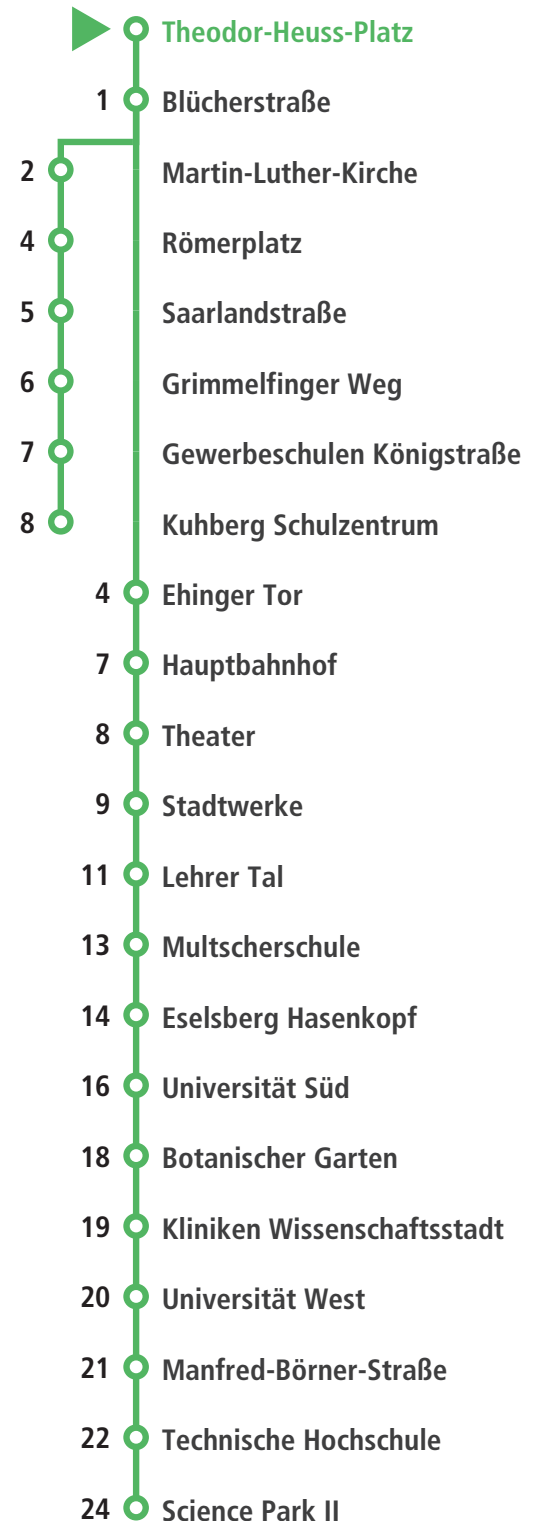 Theodor-Heuss-Platz
1 Blücherstraße
2 Martin-Luther-Kirche
4 Römerplatz
5 Saarlandstraße
6 Grimmelfinger Weg
7 Gewerbeschulen Königstraße
8 Kuhberg Schulzentrum
4 Ehinger Tor
7 Hauptbahnhof
8 Theater
9 Stadtwerke
11 Lehrer Tal
13 Multscherschule
14 Eselsberg Hasenkopf
16 Universität Süd
18 Botanischer Garten
19 Kliniken Wissenschaftsstadt
20 Universität West
21 Manfred-Börner-Straße
22 Technische Hochschule
24 Science Park II